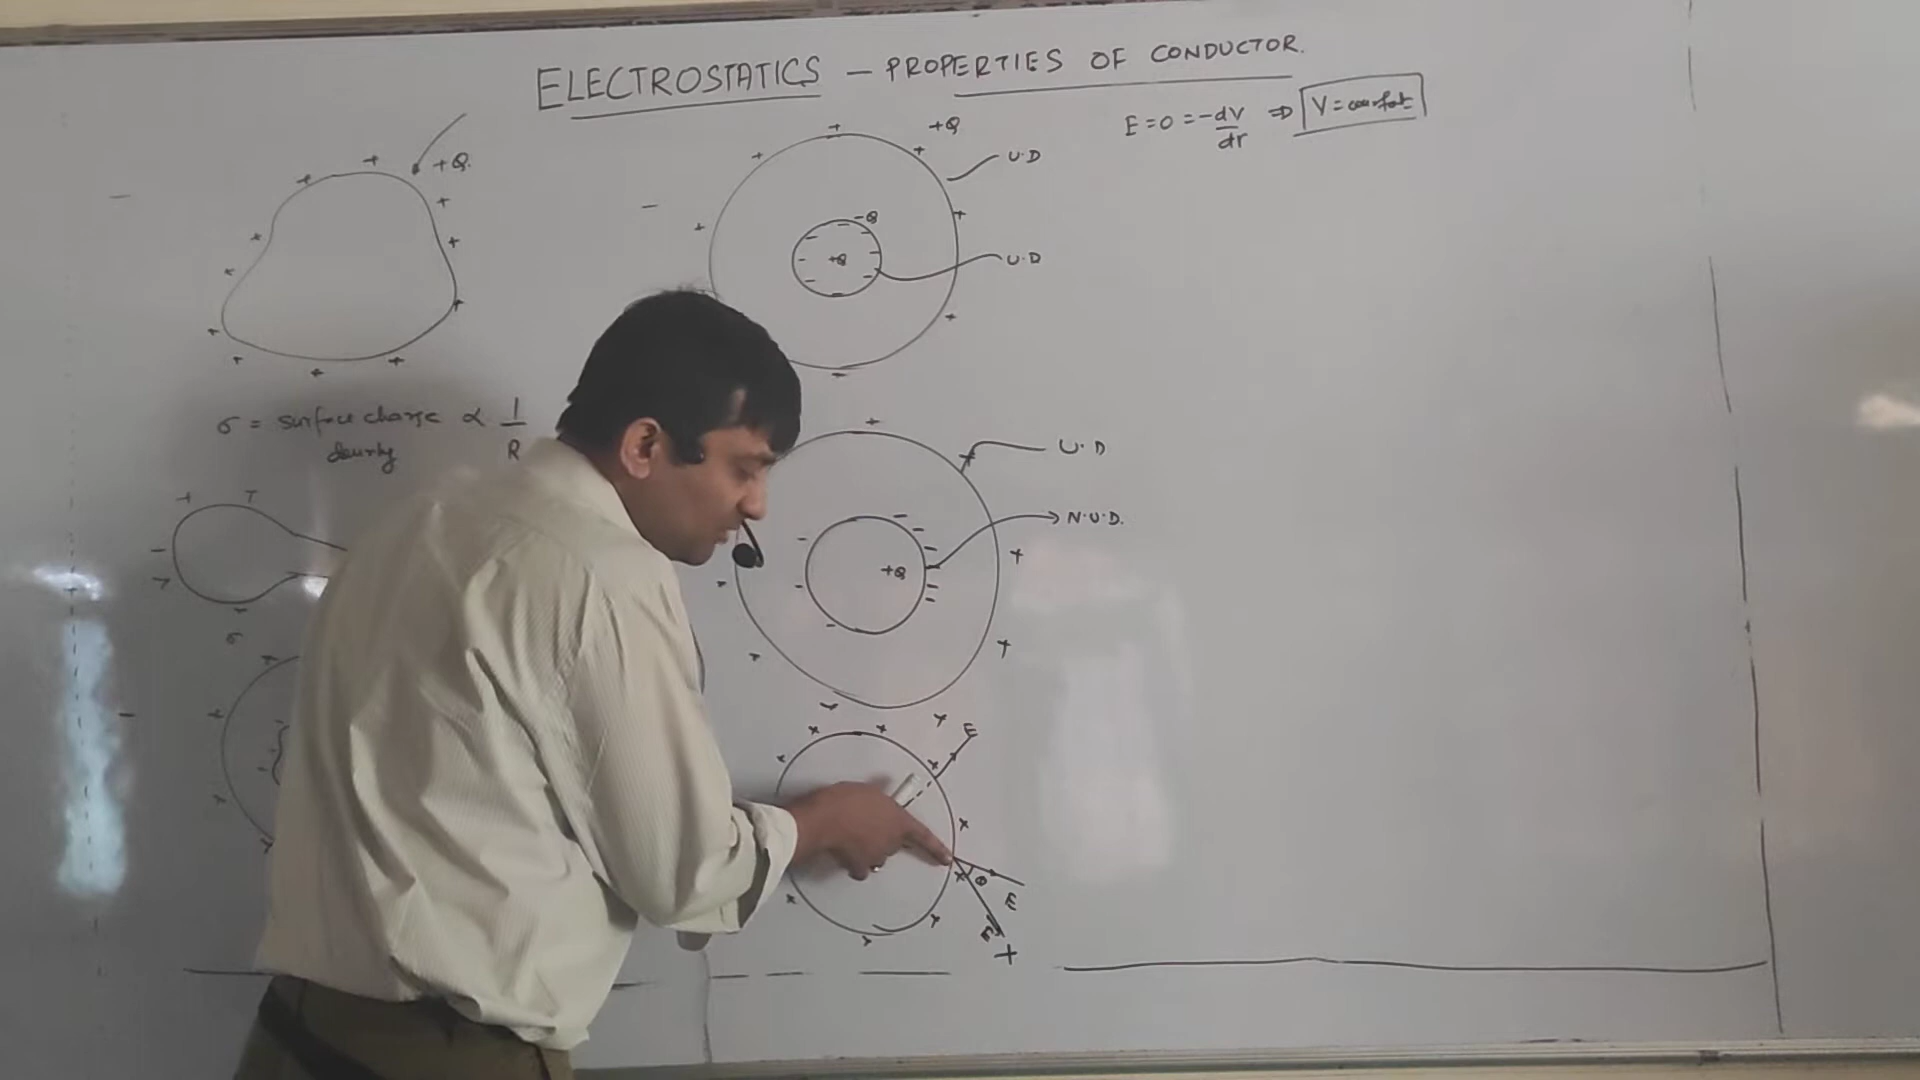 ELECTROSTATICS – PROPERTIES OF CONDUCTOR.
+Q.
σ = surface charge ∝ 1/R
density
σ
+Q
U.D
-Q
+Q
U.D
U.D
N.U.D.
+Q
E
θ
E
E
E = 0 = -dV/dr ⇒ V = constant